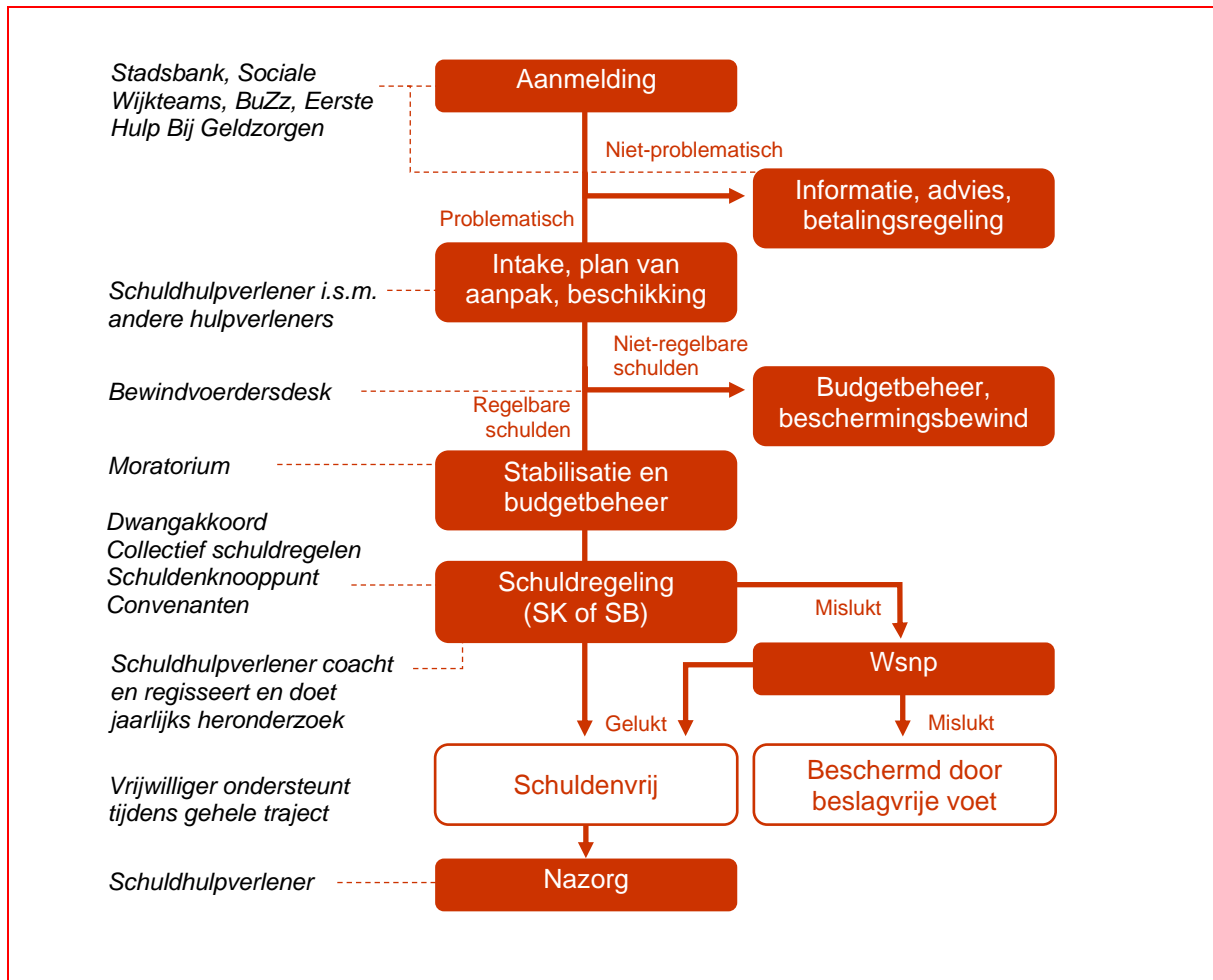 Stadsbank, Sociale
Wijkteams, BuZz, Eerste
Hulp Bij Geldzorgen
Aanmelding
Niet-problematisch
Informatie, advies,
betalingsregeling
Problematisch
Intake, plan van
aanpak, beschikking
Schuldhulpverlener i.s.m.
andere hulpverleners
Niet-regelbare
schulden
Bewindvoerdersdesk
Budgetbeheer,
beschermingsbewind
Regelbare
schulden
Moratorium
Stabilisatie en
budgetbeheer
Dwangakkoord
Collectief schuldregelen
Schuldenknooppunt
Convenanten
Schuldregeling
(SK of SB)
Mislukt
Wsnp
Schuldhulpverlener coacht
en regisseert en doet
jaarlijks heronderzoek
Gelukt
Mislukt
Vrijwilliger ondersteunt
tijdens gehele traject
Schuldenvrij
Beschermd door
beslagvrije voet
Schuldhulpverlener
Nazorg